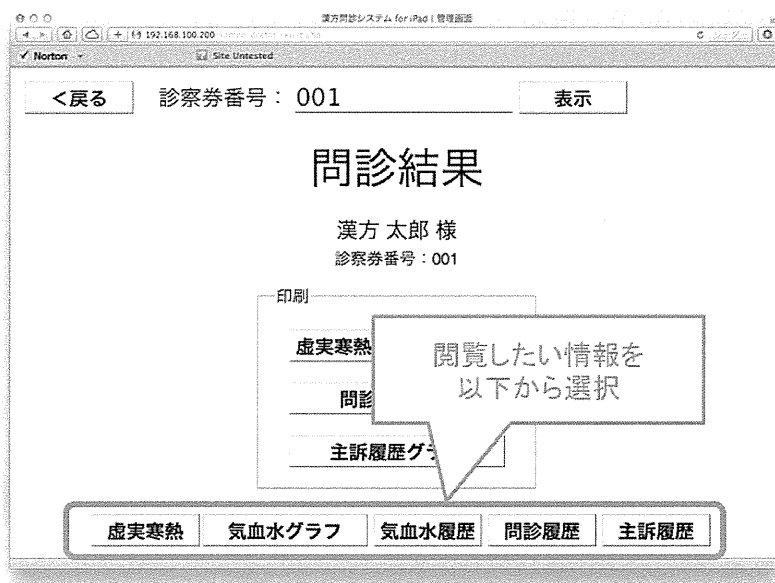 漢方問診システム for iPad | 管理画面
192.168.100.200
Norton
Site Untested
<戻る
診察券番号： 001
表示
問診結果
漢方 太郎 様
診察券番号：001
印刷
虚実寒熱
問診
主訴履歴グラ
閲覧したい情報を
以下から選択
虚実寒熱 気血水グラフ 気血水履歴 問診履歴 主訴履歴